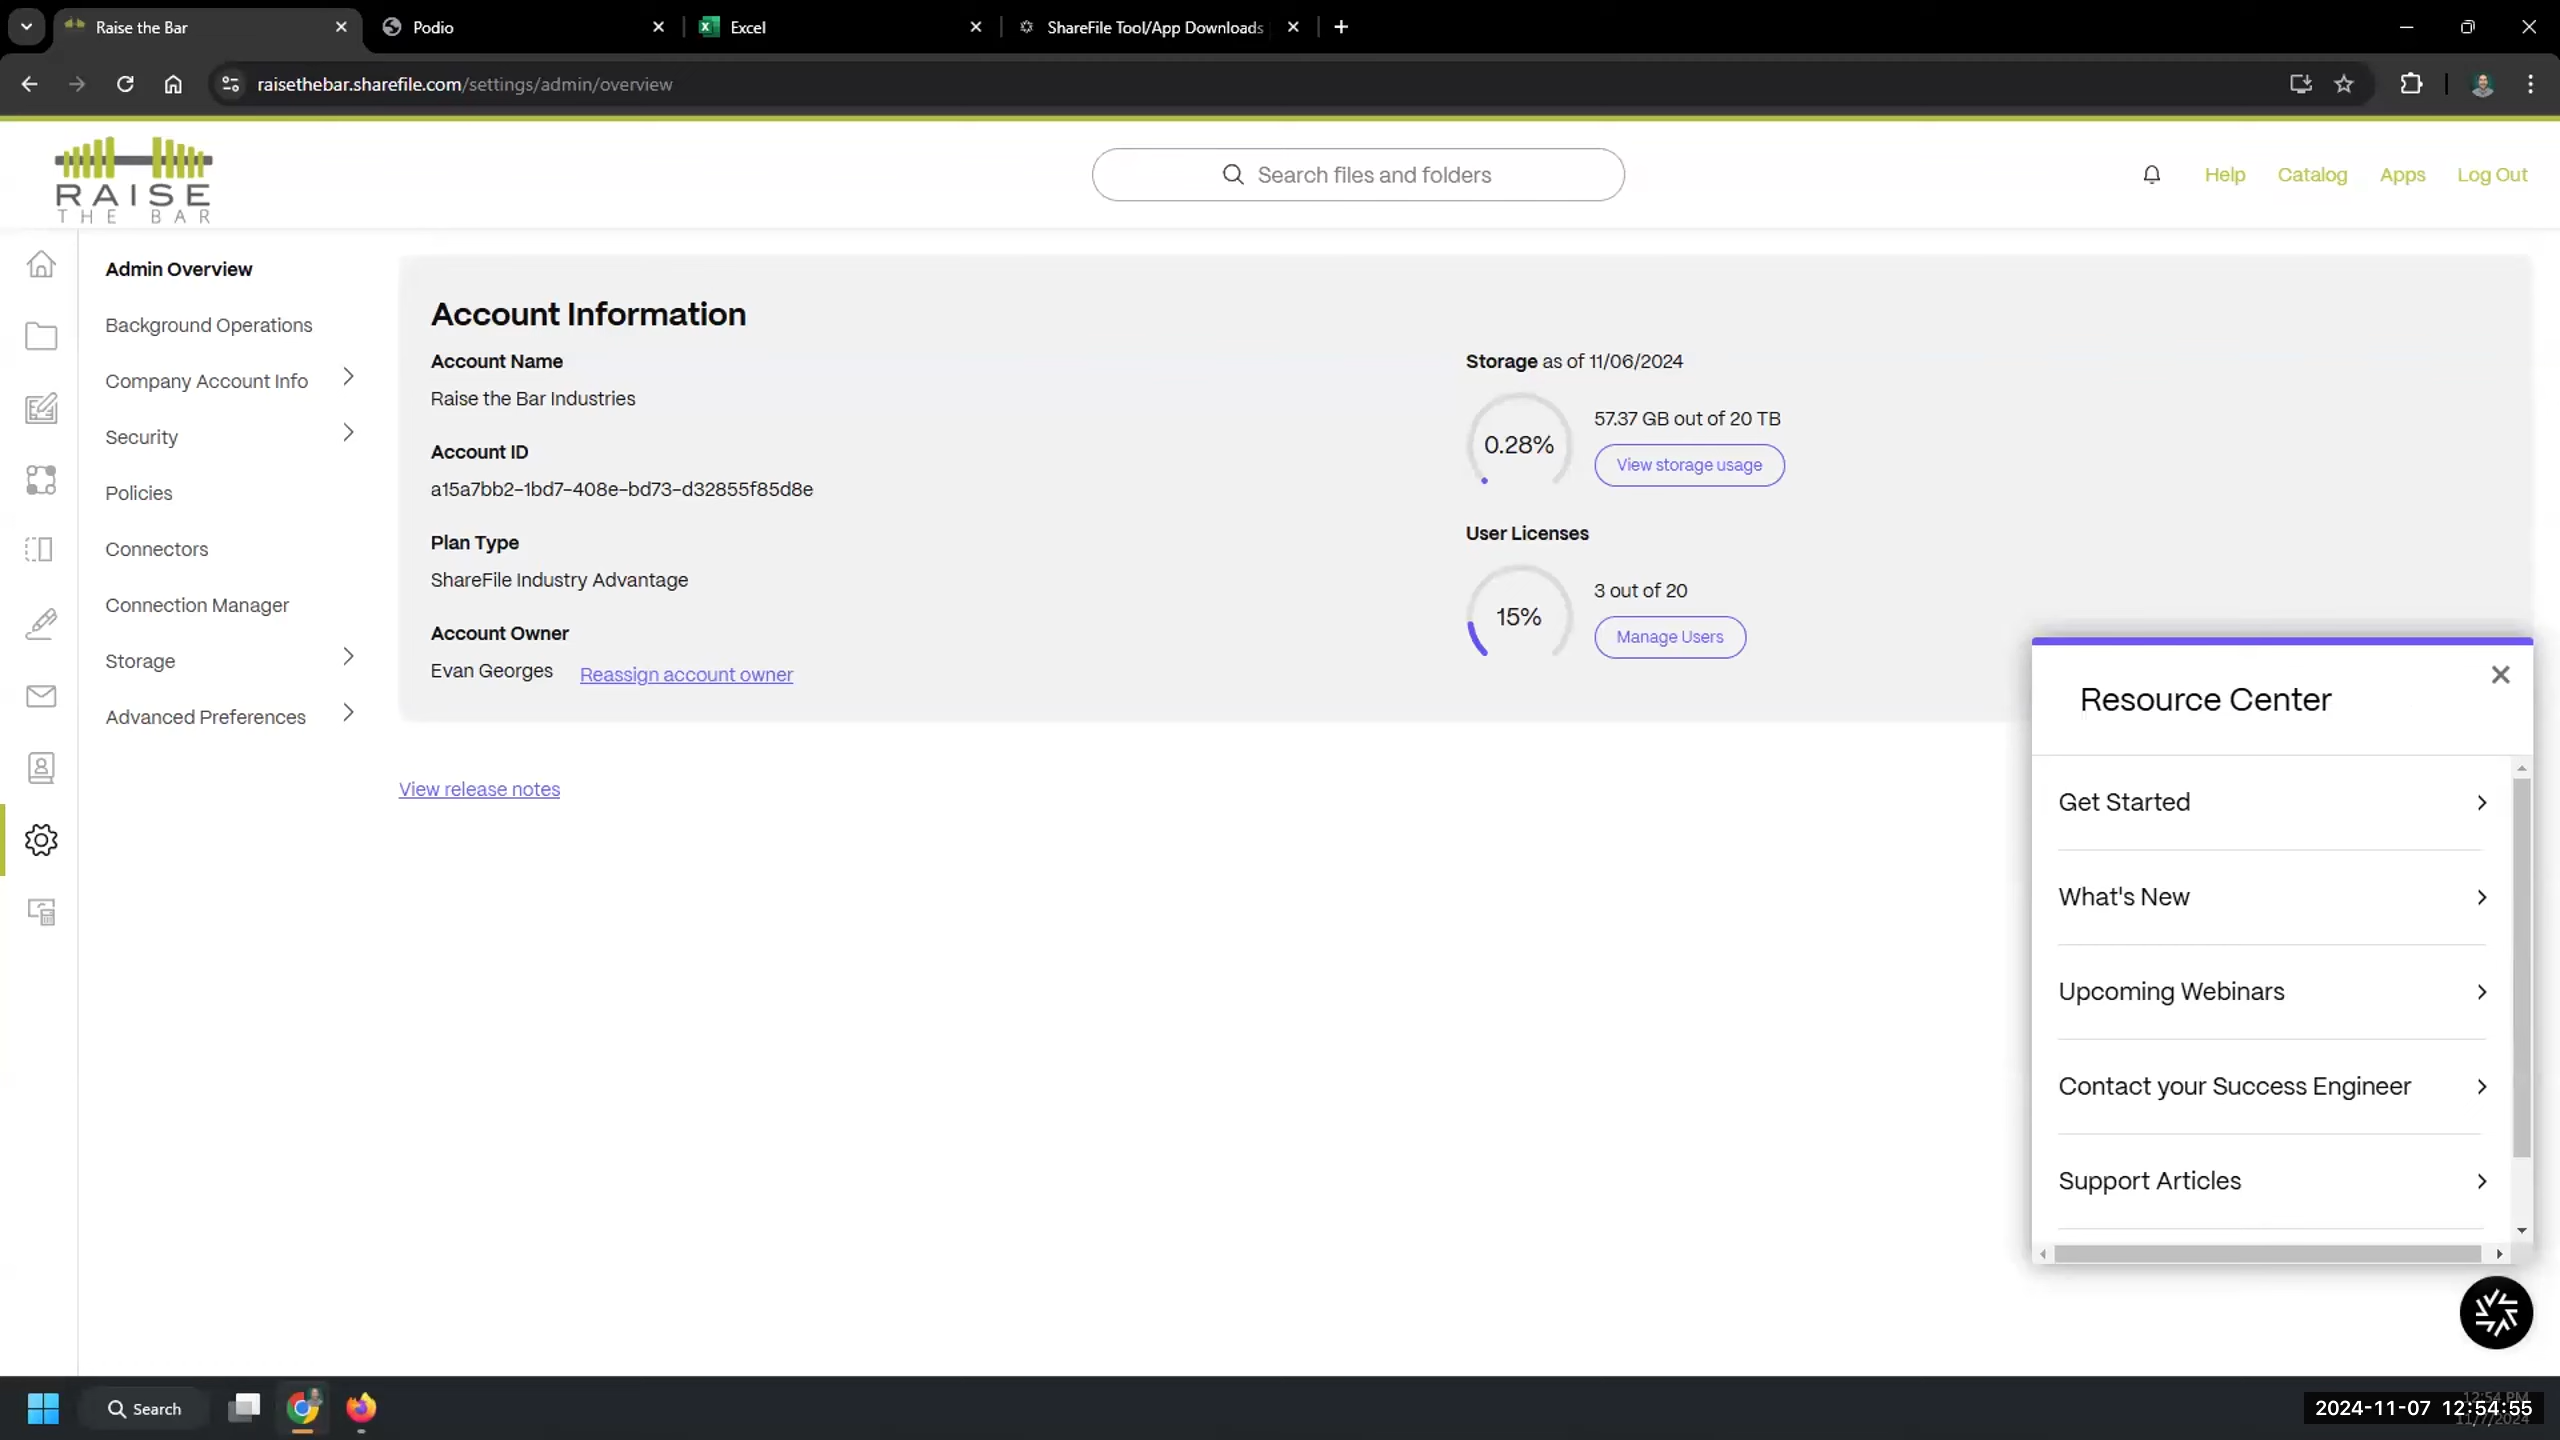 Raise the Bar
Podio
Excel
ShareFile Tool/App Downloads
raisethebar.sharefile.com/settings/admin/overview
RAISE
THE BAR
Search files and folders
Help
Catalog
Apps
Log Out
Admin Overview
Background Operations
Company Account Info
Security
Policies
Connectors
Connection Manager
Storage
Advanced Preferences
Account Information
Account Name
Raise the Bar Industries
Account ID
a15a7bb2-1bd7-408e-bd73-d32855f85d8e
Plan Type
ShareFile Industry Advantage
Account Owner
Evan Georges Reassign account owner
Storage as of 11/06/2024
0.28%
57.37 GB out of 20 TB
View storage usage
User Licenses
15%
3 out of 20
Manage Users
View release notes
Resource Center
Get Started
What's New
Upcoming Webinars
Contact your Success Engineer
Support Articles
Search
12:54 PM
2024-11-07 12:54:55
11/7/2024